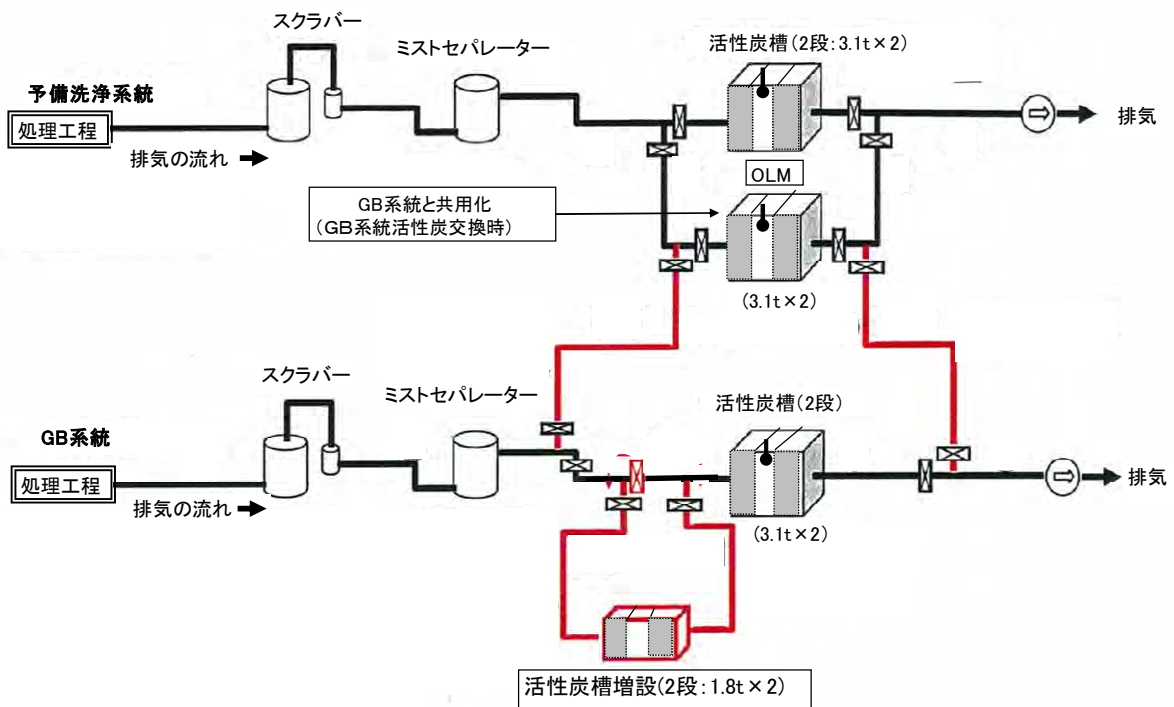 スクラバー
ミストセパレーター
活性炭槽(2段:3.1t×2)
予備洗浄系統
処理工程
排気の流れ
排気
OLM
GB系統と共用化
(GB系統活性炭交換時)
(3.1t×2)
スクラバー
ミストセパレーター
活性炭槽(2段)
GB系統
処理工程
排気の流れ
排気
(3.1t×2)
活性炭槽増設(2段:1.8t×2)